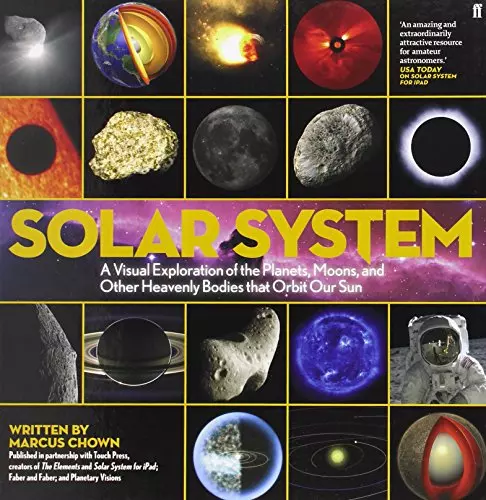 ff
'An amazing and
extraordinarily
attractive resource
for amateur
astronomers.'
USA TODAY
ON SOLAR SYSTEM
FOR IPAD
SOLAR SYSTEM
A Visual Exploration of the Planets, Moons, and
Other Heavenly Bodies that Orbit Our Sun
WRITTEN BY
MARCUS CHOWN
Published in partnership with Touch Press,
creators of The Elements and Solar System for iPad;
Faber and Faber; and Planetary Visions